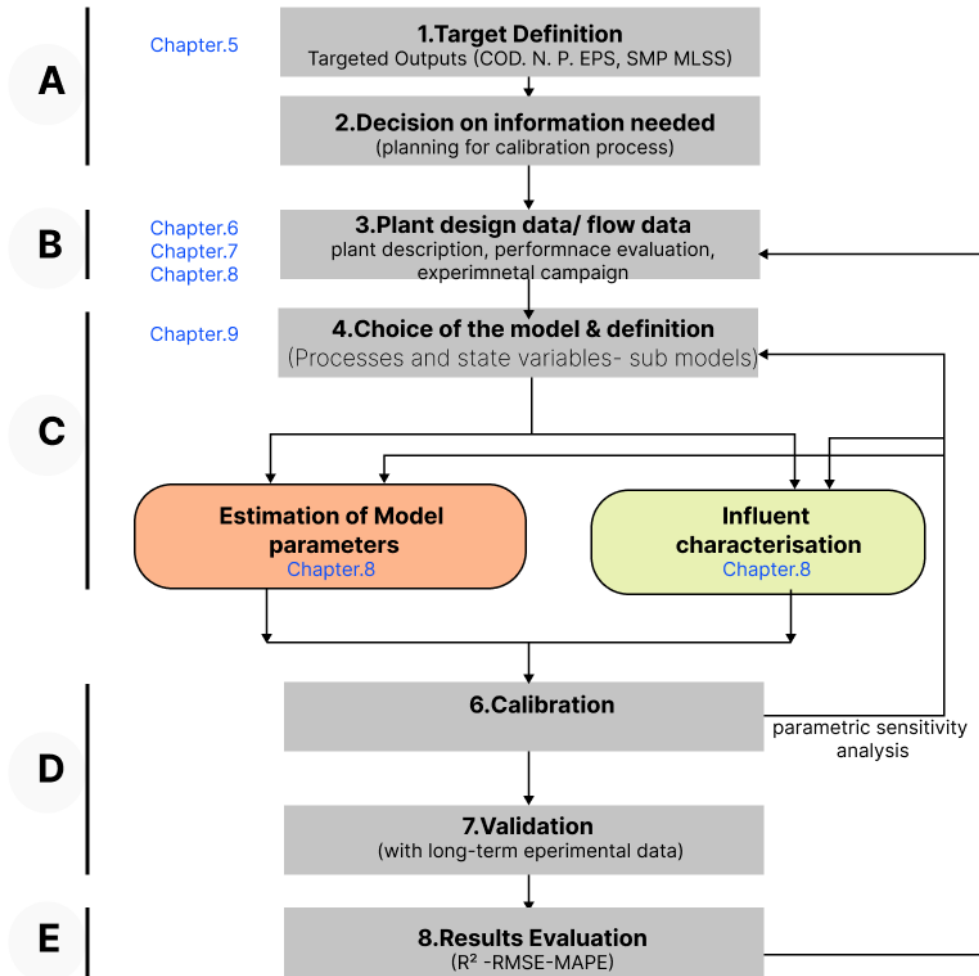 A
Chapter.5
1.Target Definition
Targeted Outputs (COD. N. P. EPS, SMP MLSS)
2.Decision on information needed
(planning for calibration process)
B
Chapter.6
Chapter.7
Chapter.8
3.Plant design data/ flow data
plant description, performnace evaluation,
experimnetal campaign
C
Chapter.9
4.Choice of the model & definition
(Processes and state variables- sub models)
Estimation of Model
parameters
Chapter.8
Influent
characterisation
Chapter.8
D
6.Calibration
parametric sensitivity
analysis
7.Validation
(with long-term eperimental data)
E
8.Results Evaluation
(R² -RMSE-MAPE)